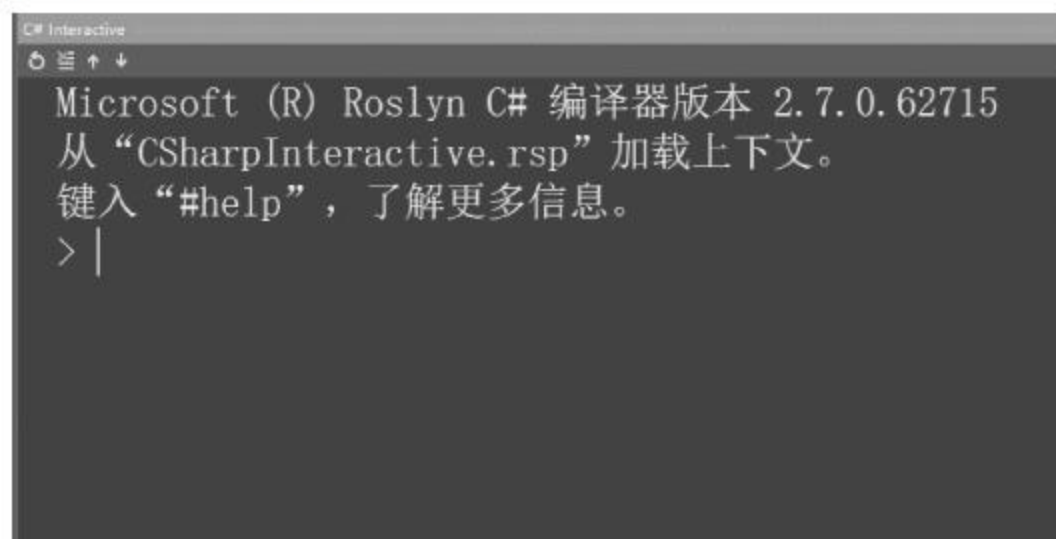 C# Interactive
Microsoft (R) Roslyn C# 编译器版本 2.7.0.62715
从“CSharpInteractive.rsp”加载上下文。
键入“#help”，了解更多信息。
>